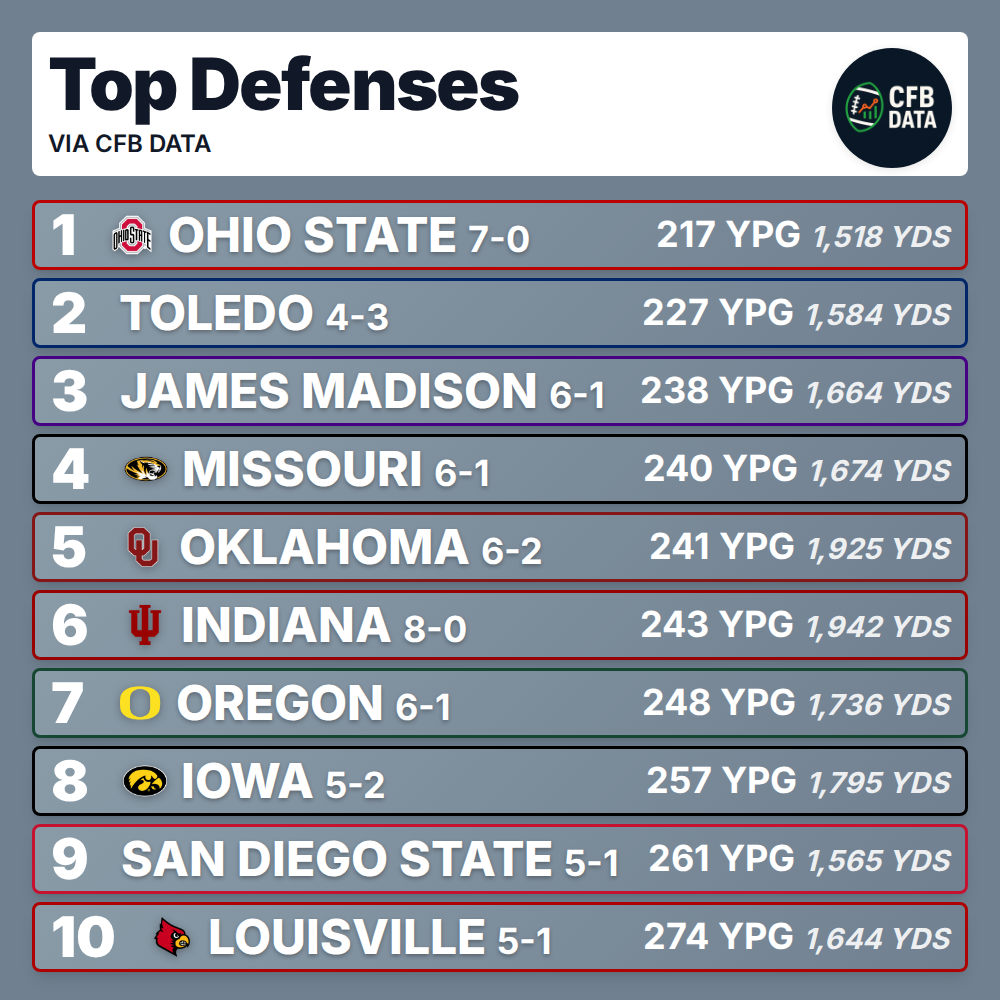 Top Defenses
VIA CFB DATA
CFB
DATA
1 OHIO STATE OHIO STATE 7-0 217 YPG 1,518 YDS
2 TOLEDO 4-3 227 YPG 1,584 YDS
3 JAMES MADISON 6-1 238 YPG 1,664 YDS
4 MISSOURI 6-1 240 YPG 1,674 YDS
5 OU OKLAHOMA 6-2 241 YPG 1,925 YDS
6 INDIANA 8-0 243 YPG 1,942 YDS
7 O OREGON 6-1 248 YPG 1,736 YDS
8 IOWA 5-2 257 YPG 1,795 YDS
9 SAN DIEGO STATE 5-1 261 YPG 1,565 YDS
10 LOUISVILLE 5-1 274 YPG 1,644 YDS